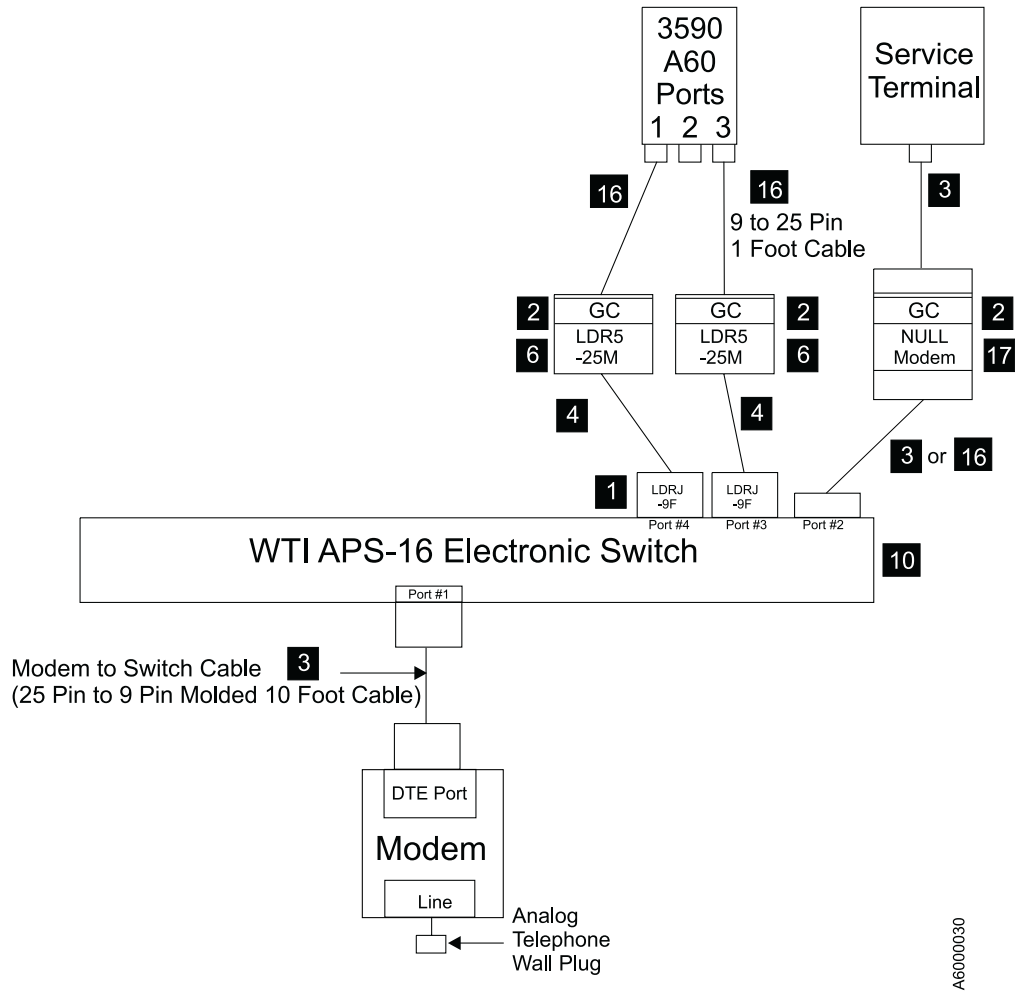 3590
A60
Ports
1 2 3
Service
Terminal
16
16
9 to 25 Pin
1 Foot Cable
3
2
GC
6
LDR5
-25M
GC
2
LDR5
-25M
6
GC
2
NULL
Modem
17
4
4
3 or 16
1
LDRJ
-9F
LDRJ
-9F
Port #4
Port #3
Port #2
WTI APS-16 Electronic Switch
10
Port #1
Modem to Switch Cable 3
(25 Pin to 9 Pin Molded 10 Foot Cable)
DTE Port
Modem
Line
Analog
Telephone
Wall Plug
A6000030